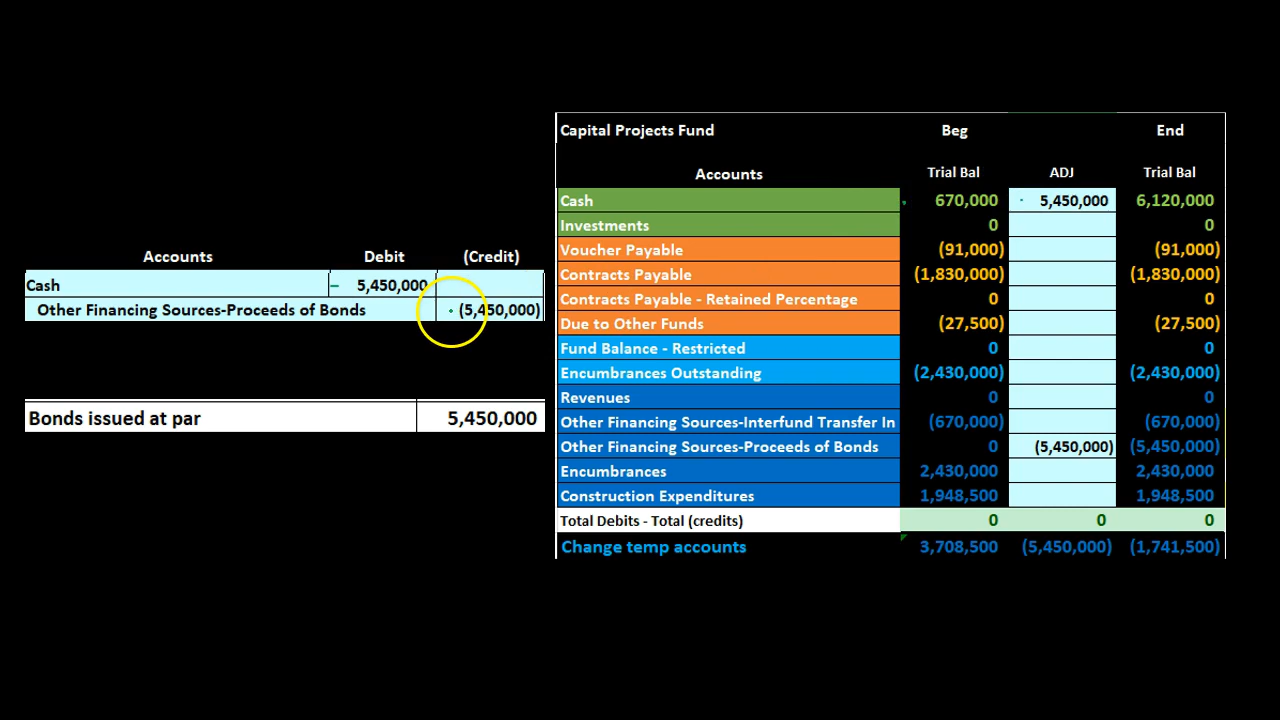 Accounts Debit (Credit)
Cash 5,450,000
Other Financing Sources-Proceeds of Bonds (5,450,000)
Bonds issued at par 5,450,000
Capital Projects Fund Beg End
Accounts Trial Bal ADJ Trial Bal
Cash 670,000 5,450,000 6,120,000
Investments 0 0
Voucher Payable (91,000) (91,000)
Contracts Payable (1,830,000) (1,830,000)
Contracts Payable - Retained Percentage 0 0
Due to Other Funds (27,500) (27,500)
Fund Balance - Restricted 0 0
Encumbrances Outstanding (2,430,000) (2,430,000)
Revenues 0 0
Other Financing Sources-Interfund Transfer In (670,000) (670,000)
Other Financing Sources-Proceeds of Bonds 0 (5,450,000) (5,450,000)
Encumbrances 2,430,000 2,430,000
Construction Expenditures 1,948,500 1,948,500
Total Debits - Total (credits) 0 0 0
Change temp accounts 3,708,500 (5,450,000) (1,741,500)